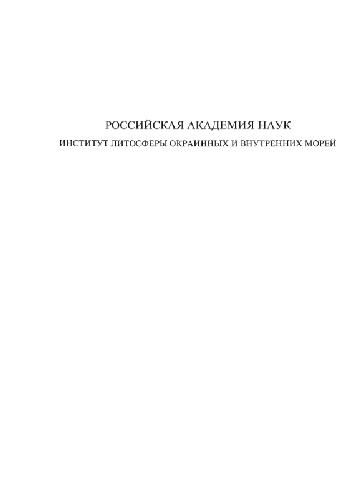 РОССИЙСКАЯ АКАДЕМИЯ НАУК
ИНСТИТУТ ЛИТОСФЕРЫ ОКРАИННЫХ И ВНУТРЕННИХ МОРЕЙ